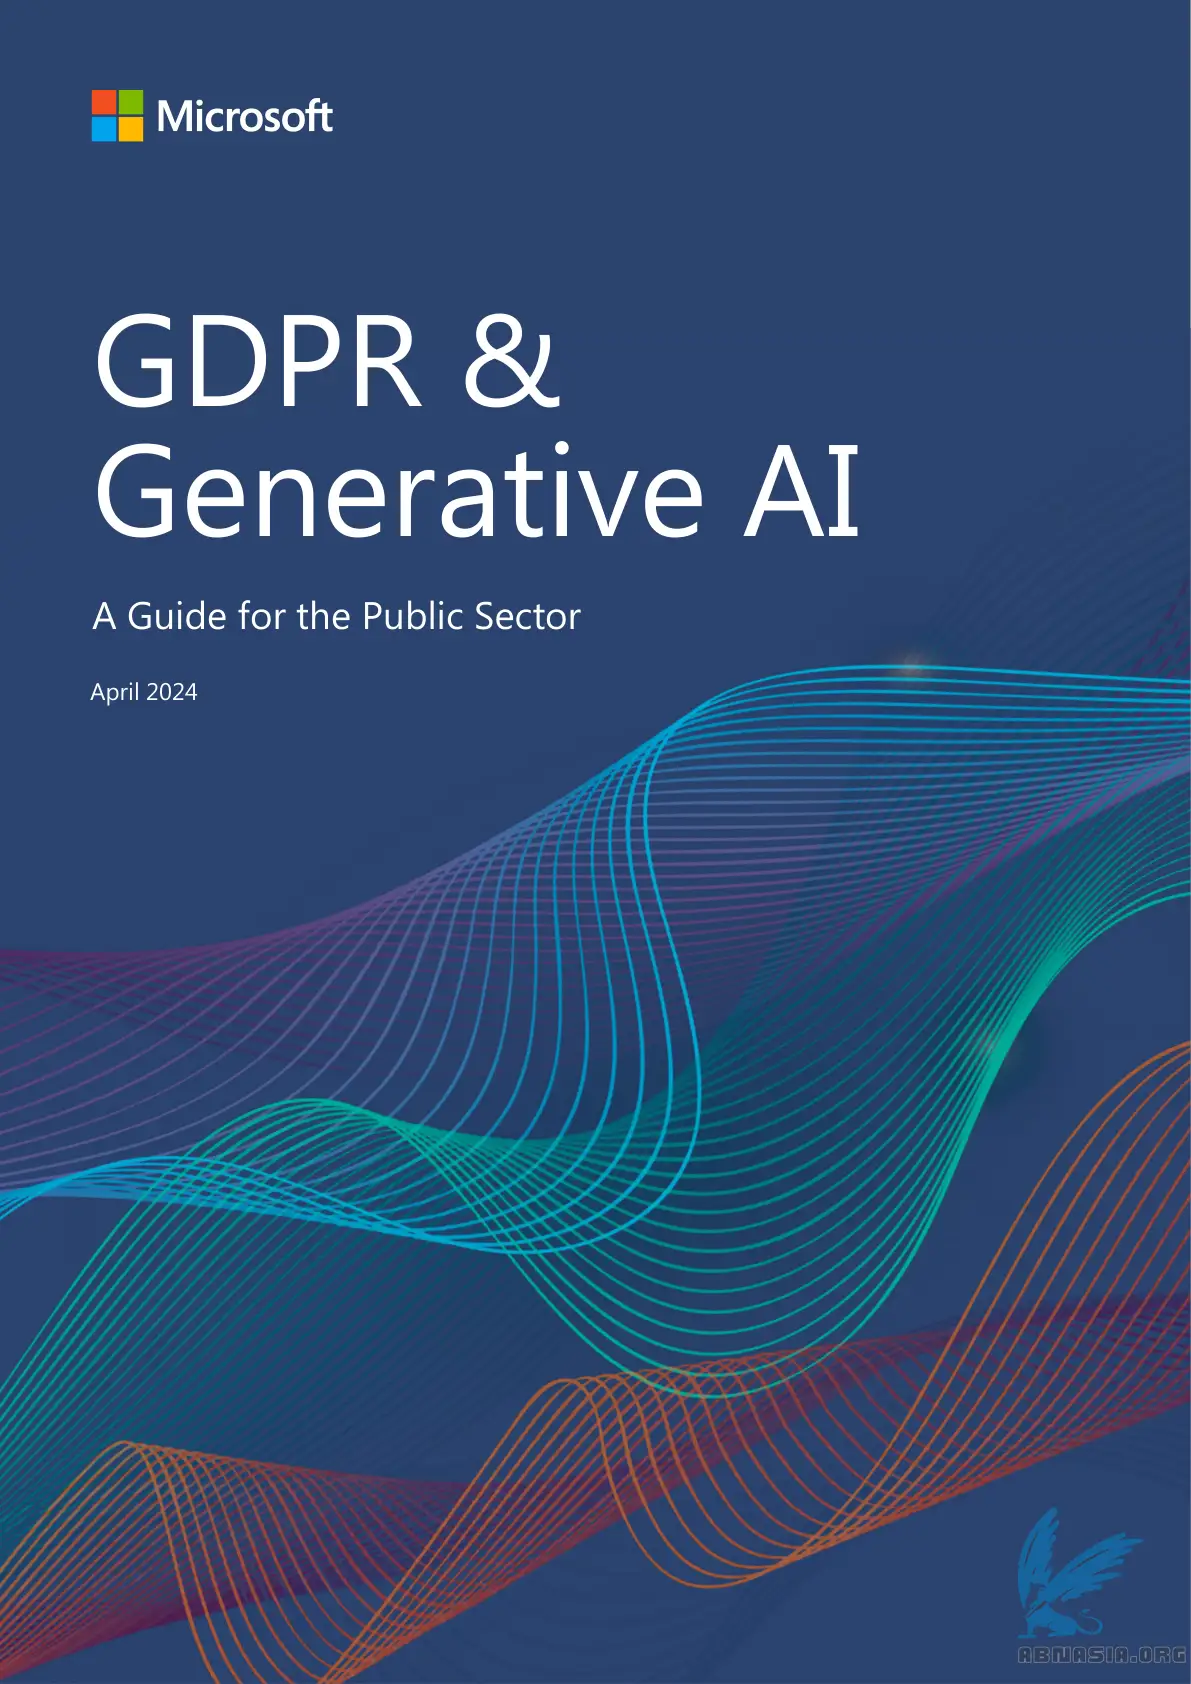 Microsoft
GDPR &
Generative AI
A Guide for the Public Sector
April 2024
ABNASIA.ORG